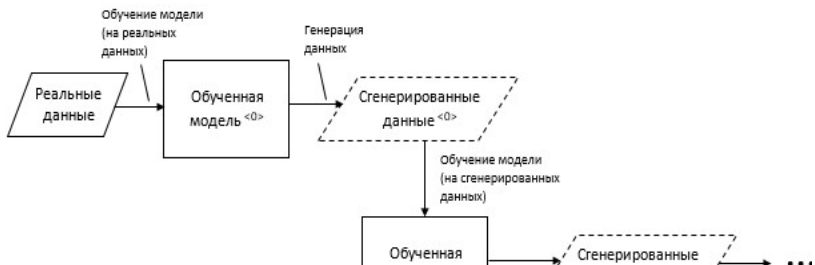 Обучение модели
(на реальных
данных)
Генерация
данных
Реальные
данные
Обученная
модель <0>
Сгенерированные
данные <0>
Обучение модели
(на сгенерированных
данных)
Обученная
Сгенерированные
...